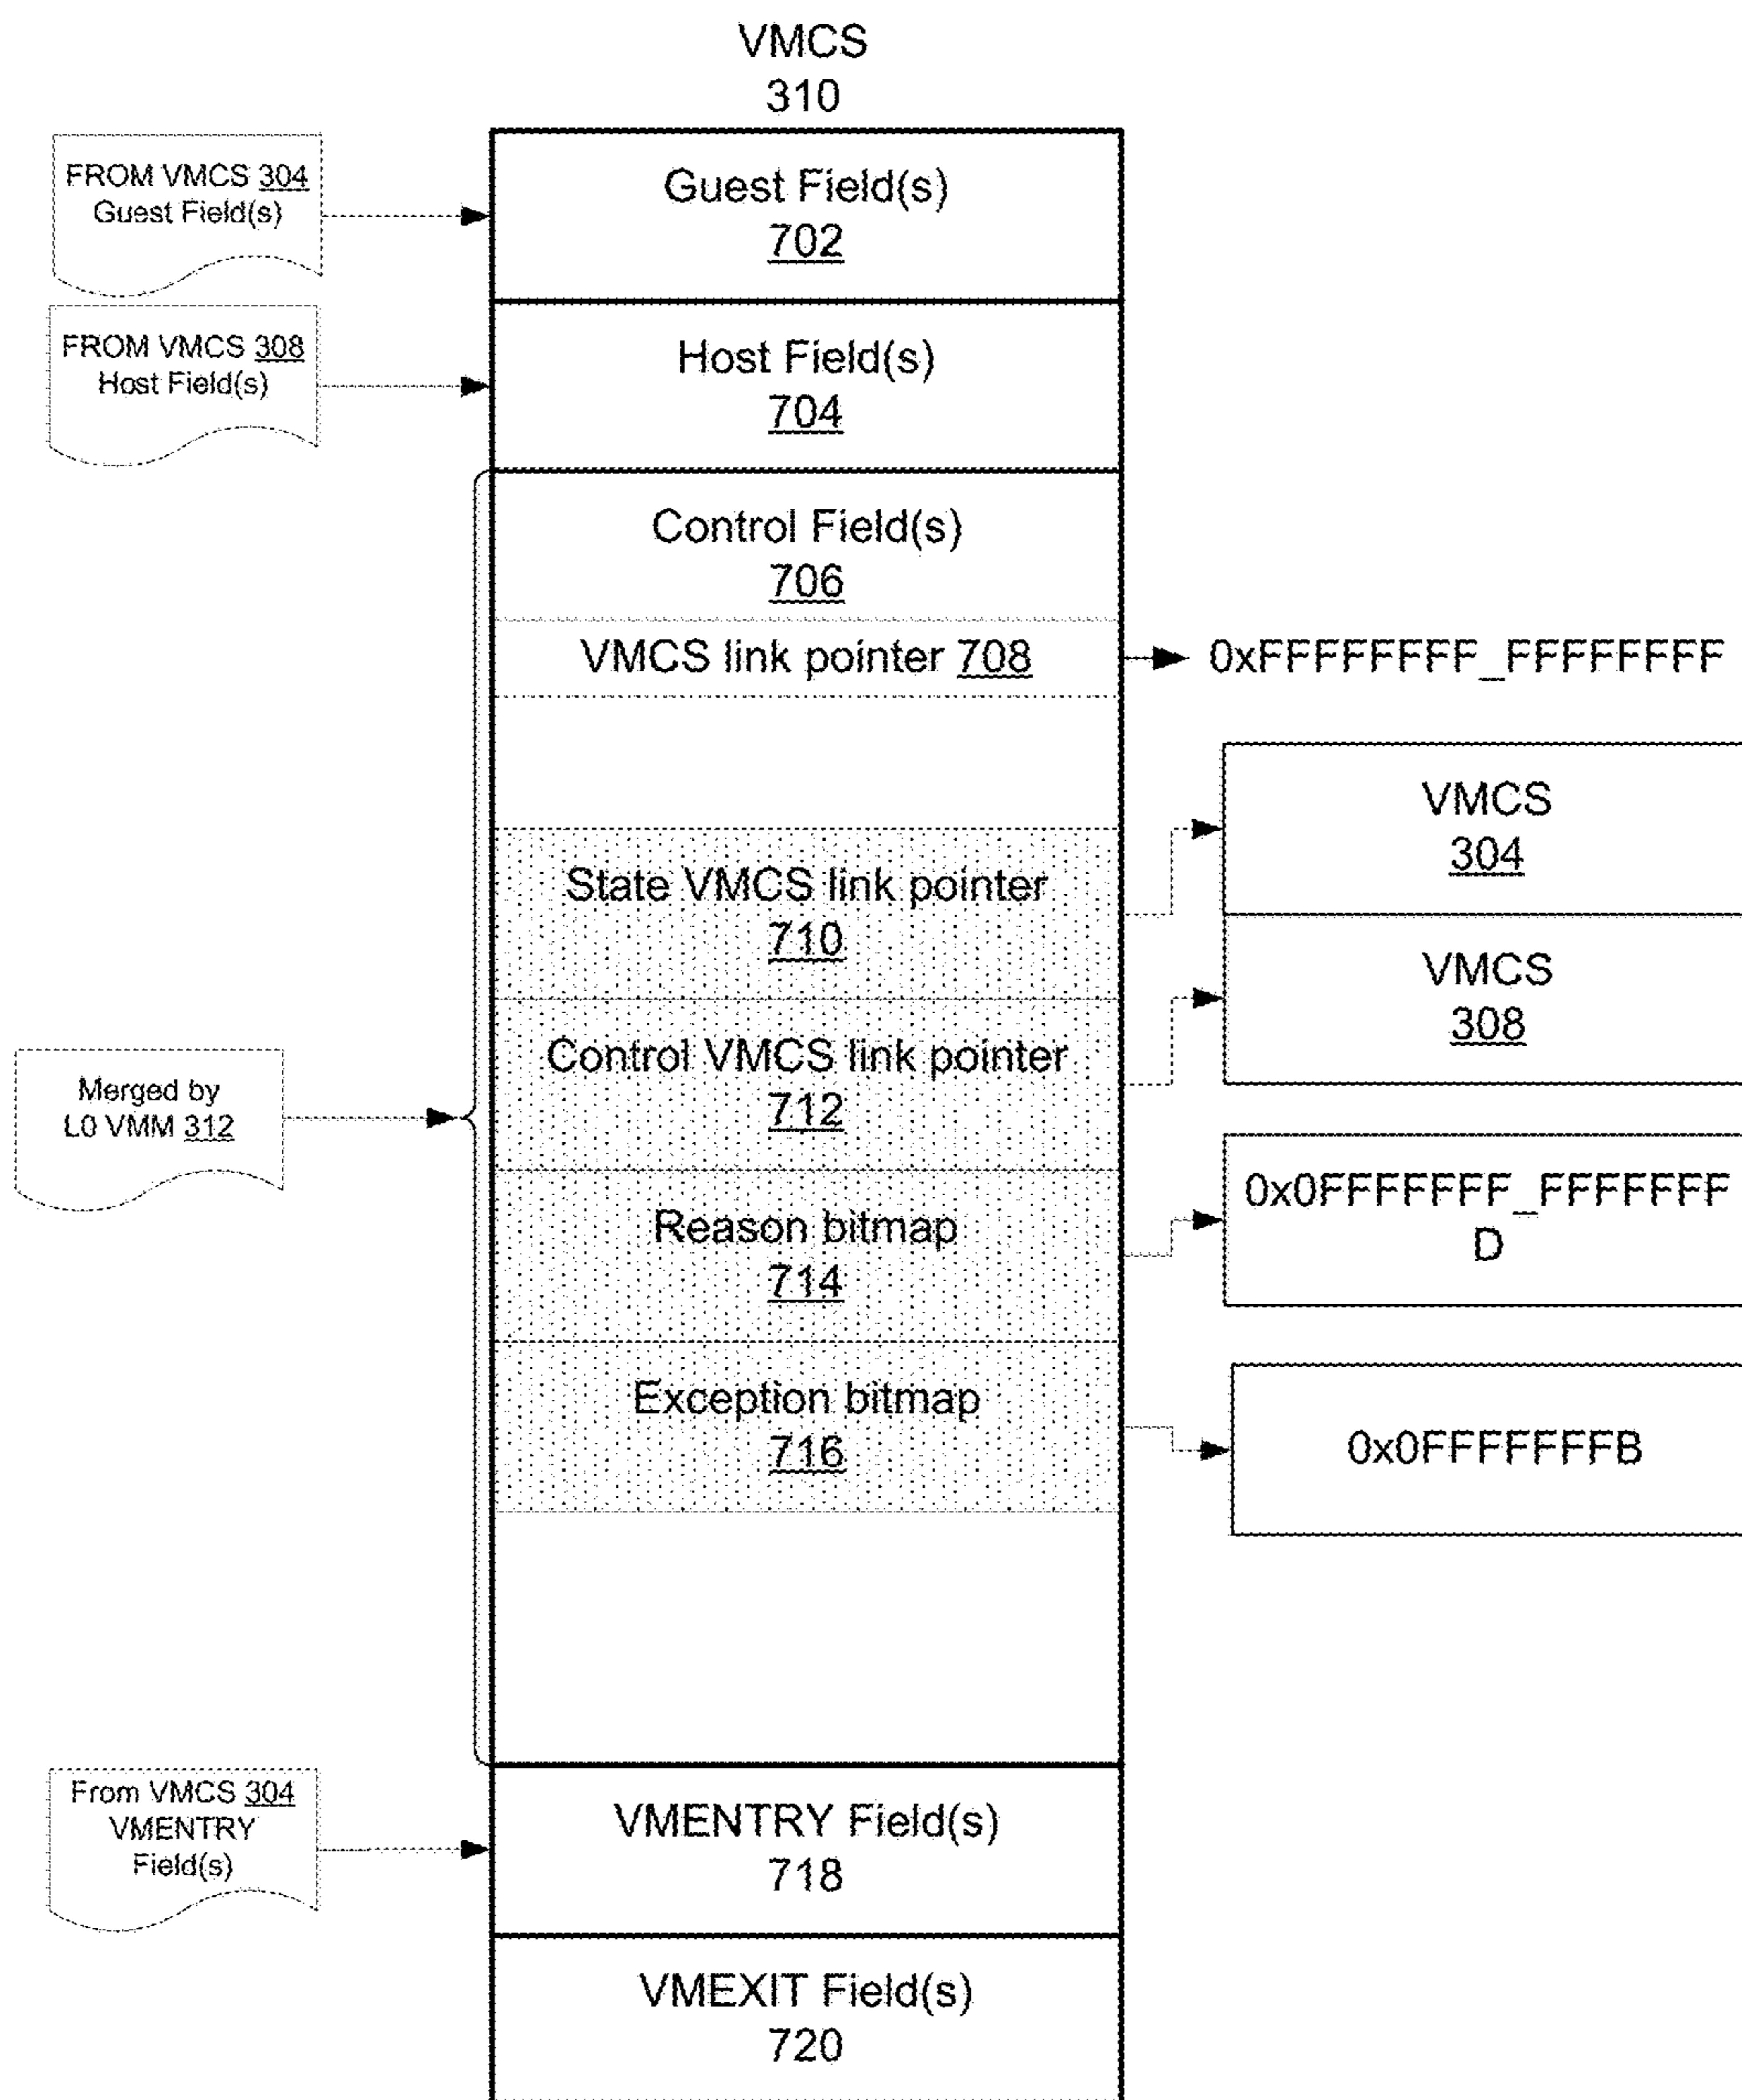 VMCS
310
FROM VMCS 304
Guest Field(s)
Guest Field(s)
702
FROM VMCS 308
Host Field(s)
Host Field(s)
704
Control Field(s)
706
VMCS link pointer 708
0xFFFFFFFF_FFFFFFFF
State VMCS link pointer
710
VMCS
304
Control VMCS link pointer
712
VMCS
308
Merged by
L0 VMM 312
Reason bitmap
714
0x0FFFFFFF_FFFFFFF
D
Exception bitmap
716
0x0FFFFFFFB
From VMCS 304
VMENTRY
Field(s)
VMENTRY Field(s)
718
VMEXIT Field(s)
720